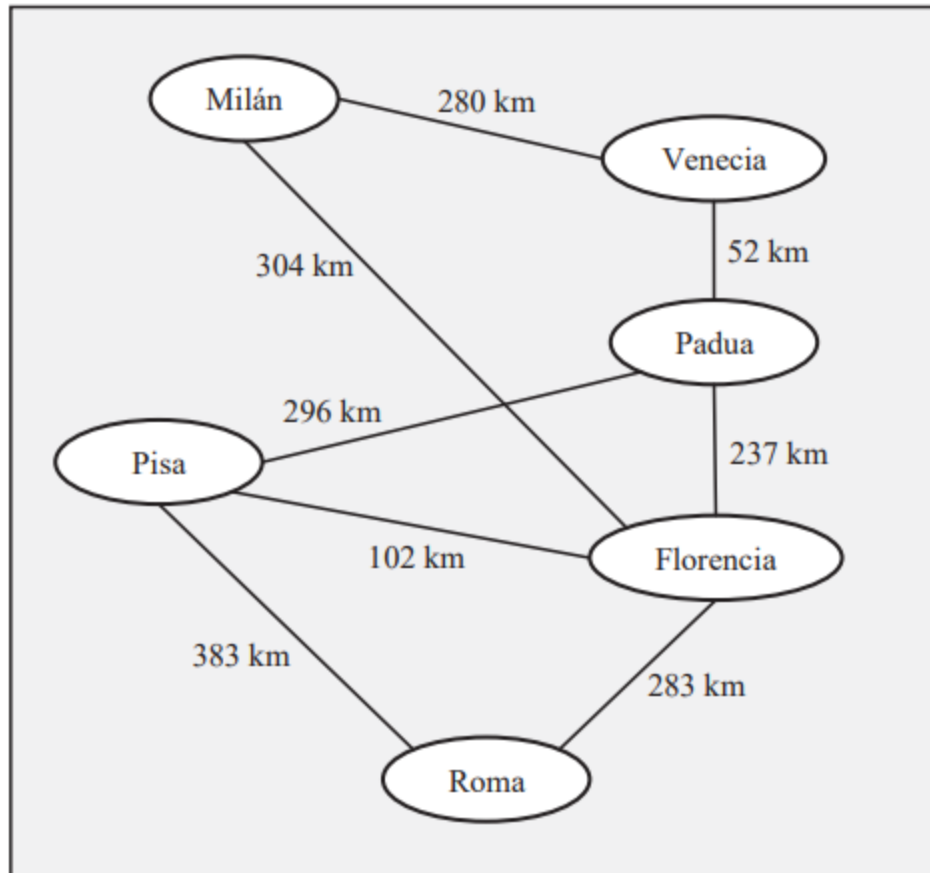 Milán
280 km
Venecia
304 km
52 km
Padua
296 km
237 km
Pisa
102 km
Florencia
383 km
283 km
Roma